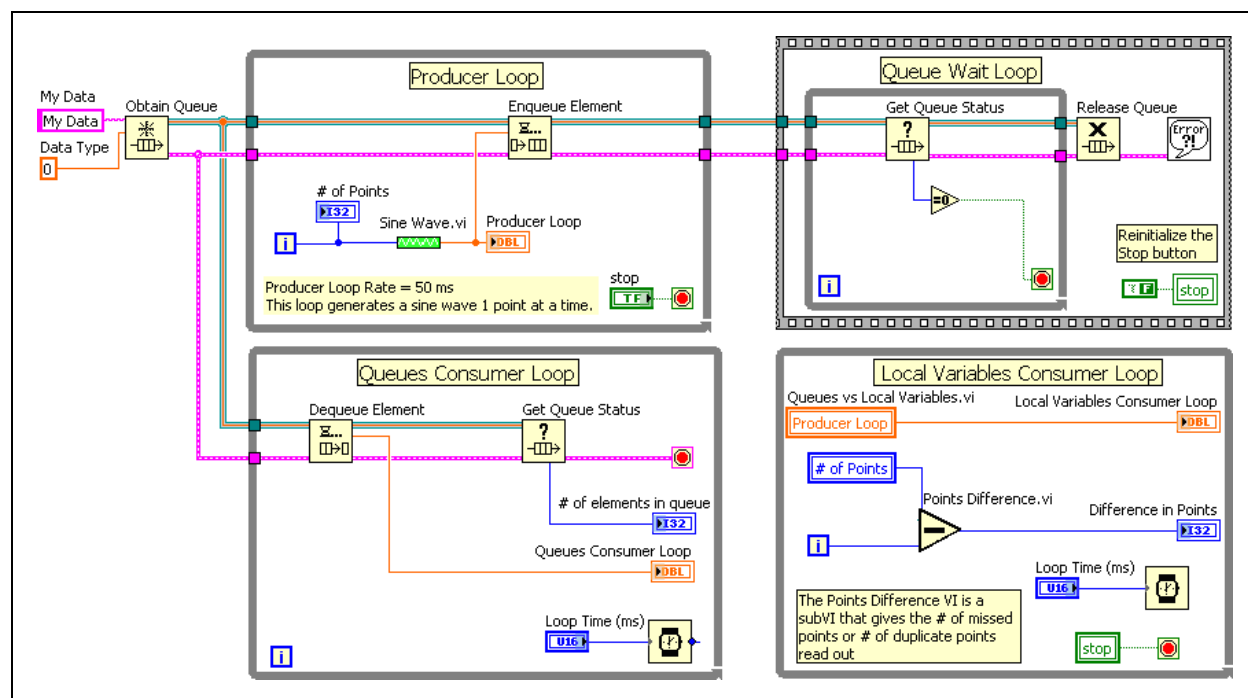 My Data
My Data
Data Type
0
Obtain Queue
Producer Loop
Enqueue Element
# of Points
I32
i
Sine Wave.vi
Producer Loop
DBL
Producer Loop Rate = 50 ms
This loop generates a sine wave 1 point at a time.
stop
TF
Queue Wait Loop
Get Queue Status
?
=0
i
Release Queue
X
Error
?!
Reinitialize the
Stop button
F
stop
Queues Consumer Loop
Dequeue Element
Get Queue Status
?
# of elements in queue
I32
Queues Consumer Loop
DBL
Loop Time (ms)
U16
i
Local Variables Consumer Loop
Queues vs Local Variables.vi
Producer Loop
Local Variables Consumer Loop
DBL
# of Points
Points Difference.vi
i
Difference in Points
I32
Loop Time (ms)
U16
The Points Difference VI is a
subVI that gives the # of missed
points or # of duplicate points
read out
stop